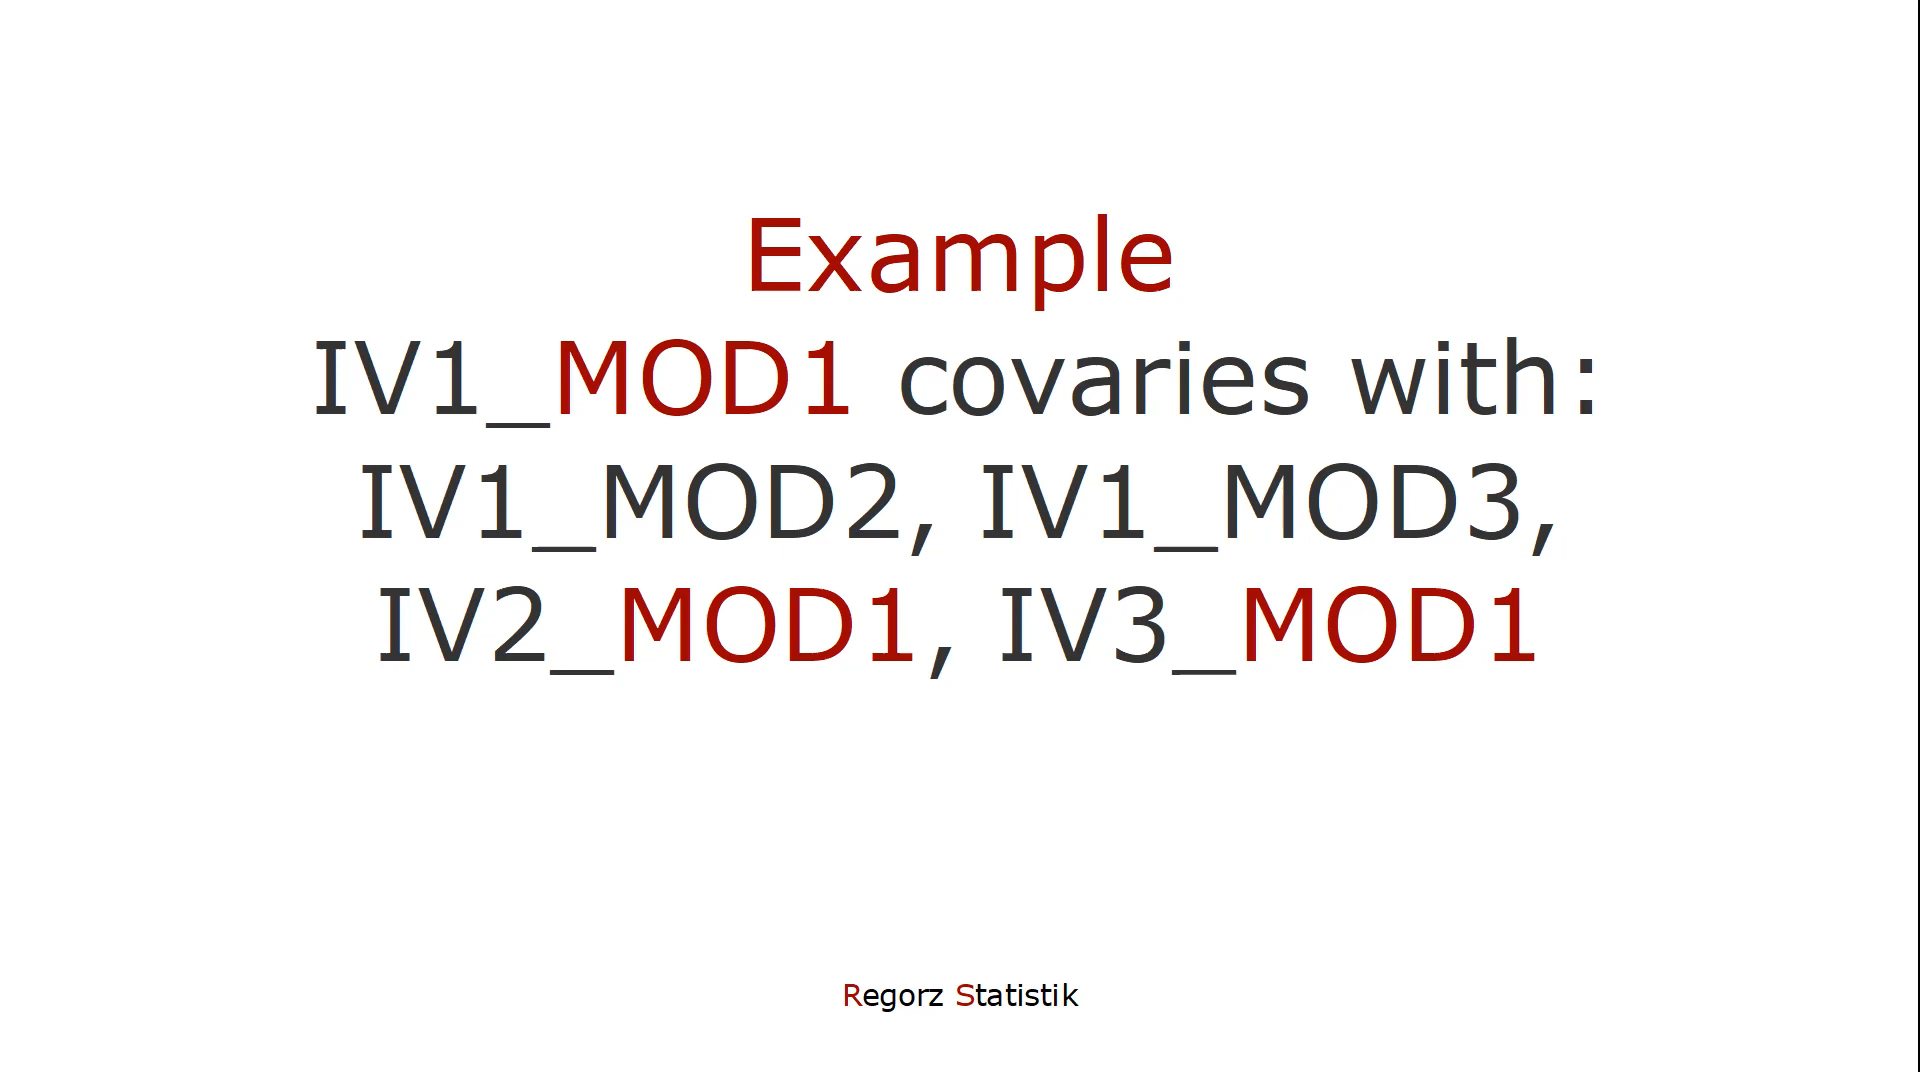 Example
IV1_MOD1 covaries with:
IV1_MOD2, IV1_MOD3,
IV2_MOD1, IV3_MOD1
Regorz Statistik